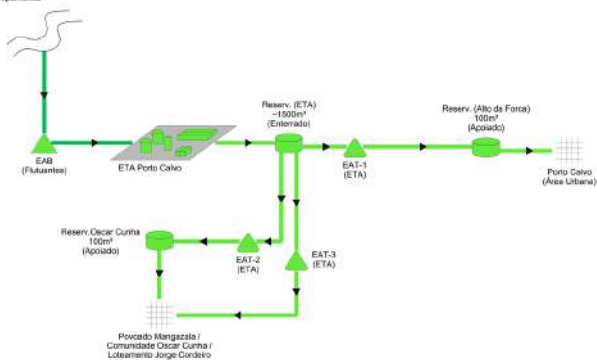 EAB
(Flutuantes)
ETA Porto Calvo
Reserv. (ETA)
~1500m³
(Enterrado)
EAT-1
(ETA)
Reserv. (Alto da Forca)
100m³
(Apoiado)
Porto Calvo
(Área Urbana)
Reserv. Oscar Cunha
100m³
(Apoiado)
EAT-2
(ETA)
EAT-3
(ETA)
Povoado Mangazala /
Comunidade Oscar Cunha /
Loteamento Jorge Cordeiro